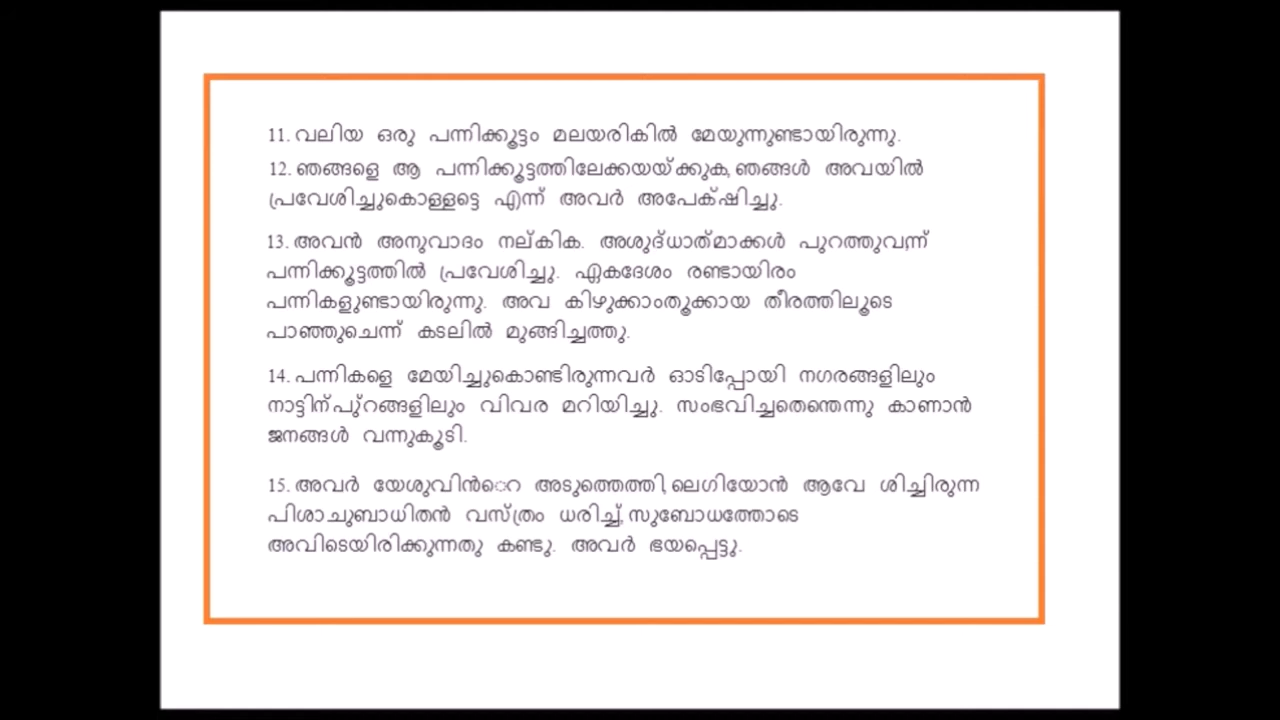 11. വലിയ ഒരു പന്നിക്കൂട്ടം മലയരികിൽ മേയുന്നുണ്ടായിരുന്നു.
12. ഞങ്ങളെ ആ പന്നിക്കൂട്ടത്തിലേക്കയയ്ക്കുക, ഞങ്ങൾ അവയിൽ
പ്രവേശിച്ചുകൊള്ളട്ടെ എന്ന് അവർ അപേക്‌ഷിച്ചു.
13. അവൻ അനുവാദം നല്കികി. അശുദ്‌ധാത്‌മാക്കൾ പുറത്തുവന്ന്
പന്നിക്കൂട്ടത്തിൽ പ്രവേശിച്ചു. ഏകദേശം രണ്ടായിരം
പന്നികളുണ്ടായിരുന്നു. അവ കിഴുക്കാംതൂക്കായ തീരത്തിലൂടെ
പാഞ്ഞുചെന്ന് കടലിൽ മുങ്ങിച്ചത്തു.
14. പന്നികളെ മേയിച്ചുകൊണ്ടിരുന്നവർ ഓടിപ്പോയി നഗരങ്ങളിലും
നാട്ടിന്പു്റങ്ങളിലും വിവര മറിയിച്ചു. സംഭവിച്ചതെന്തെന്നു കാണാൻ
ജനങ്ങൾ വന്നുകൂടി.
15. അവർ യേശുവിൻെറ അടുത്തെത്തി, ലെഗിയോൻ ആവേ ശിച്ചിരുന്ന
പിശാചുബാധിതൻ വസ്ത്രം ധരിച്ച്, സുബോധത്തോടെ
അവിടെയിരിക്കുന്നതു കണ്ടു. അവർ ഭയപ്പെട്ടു.